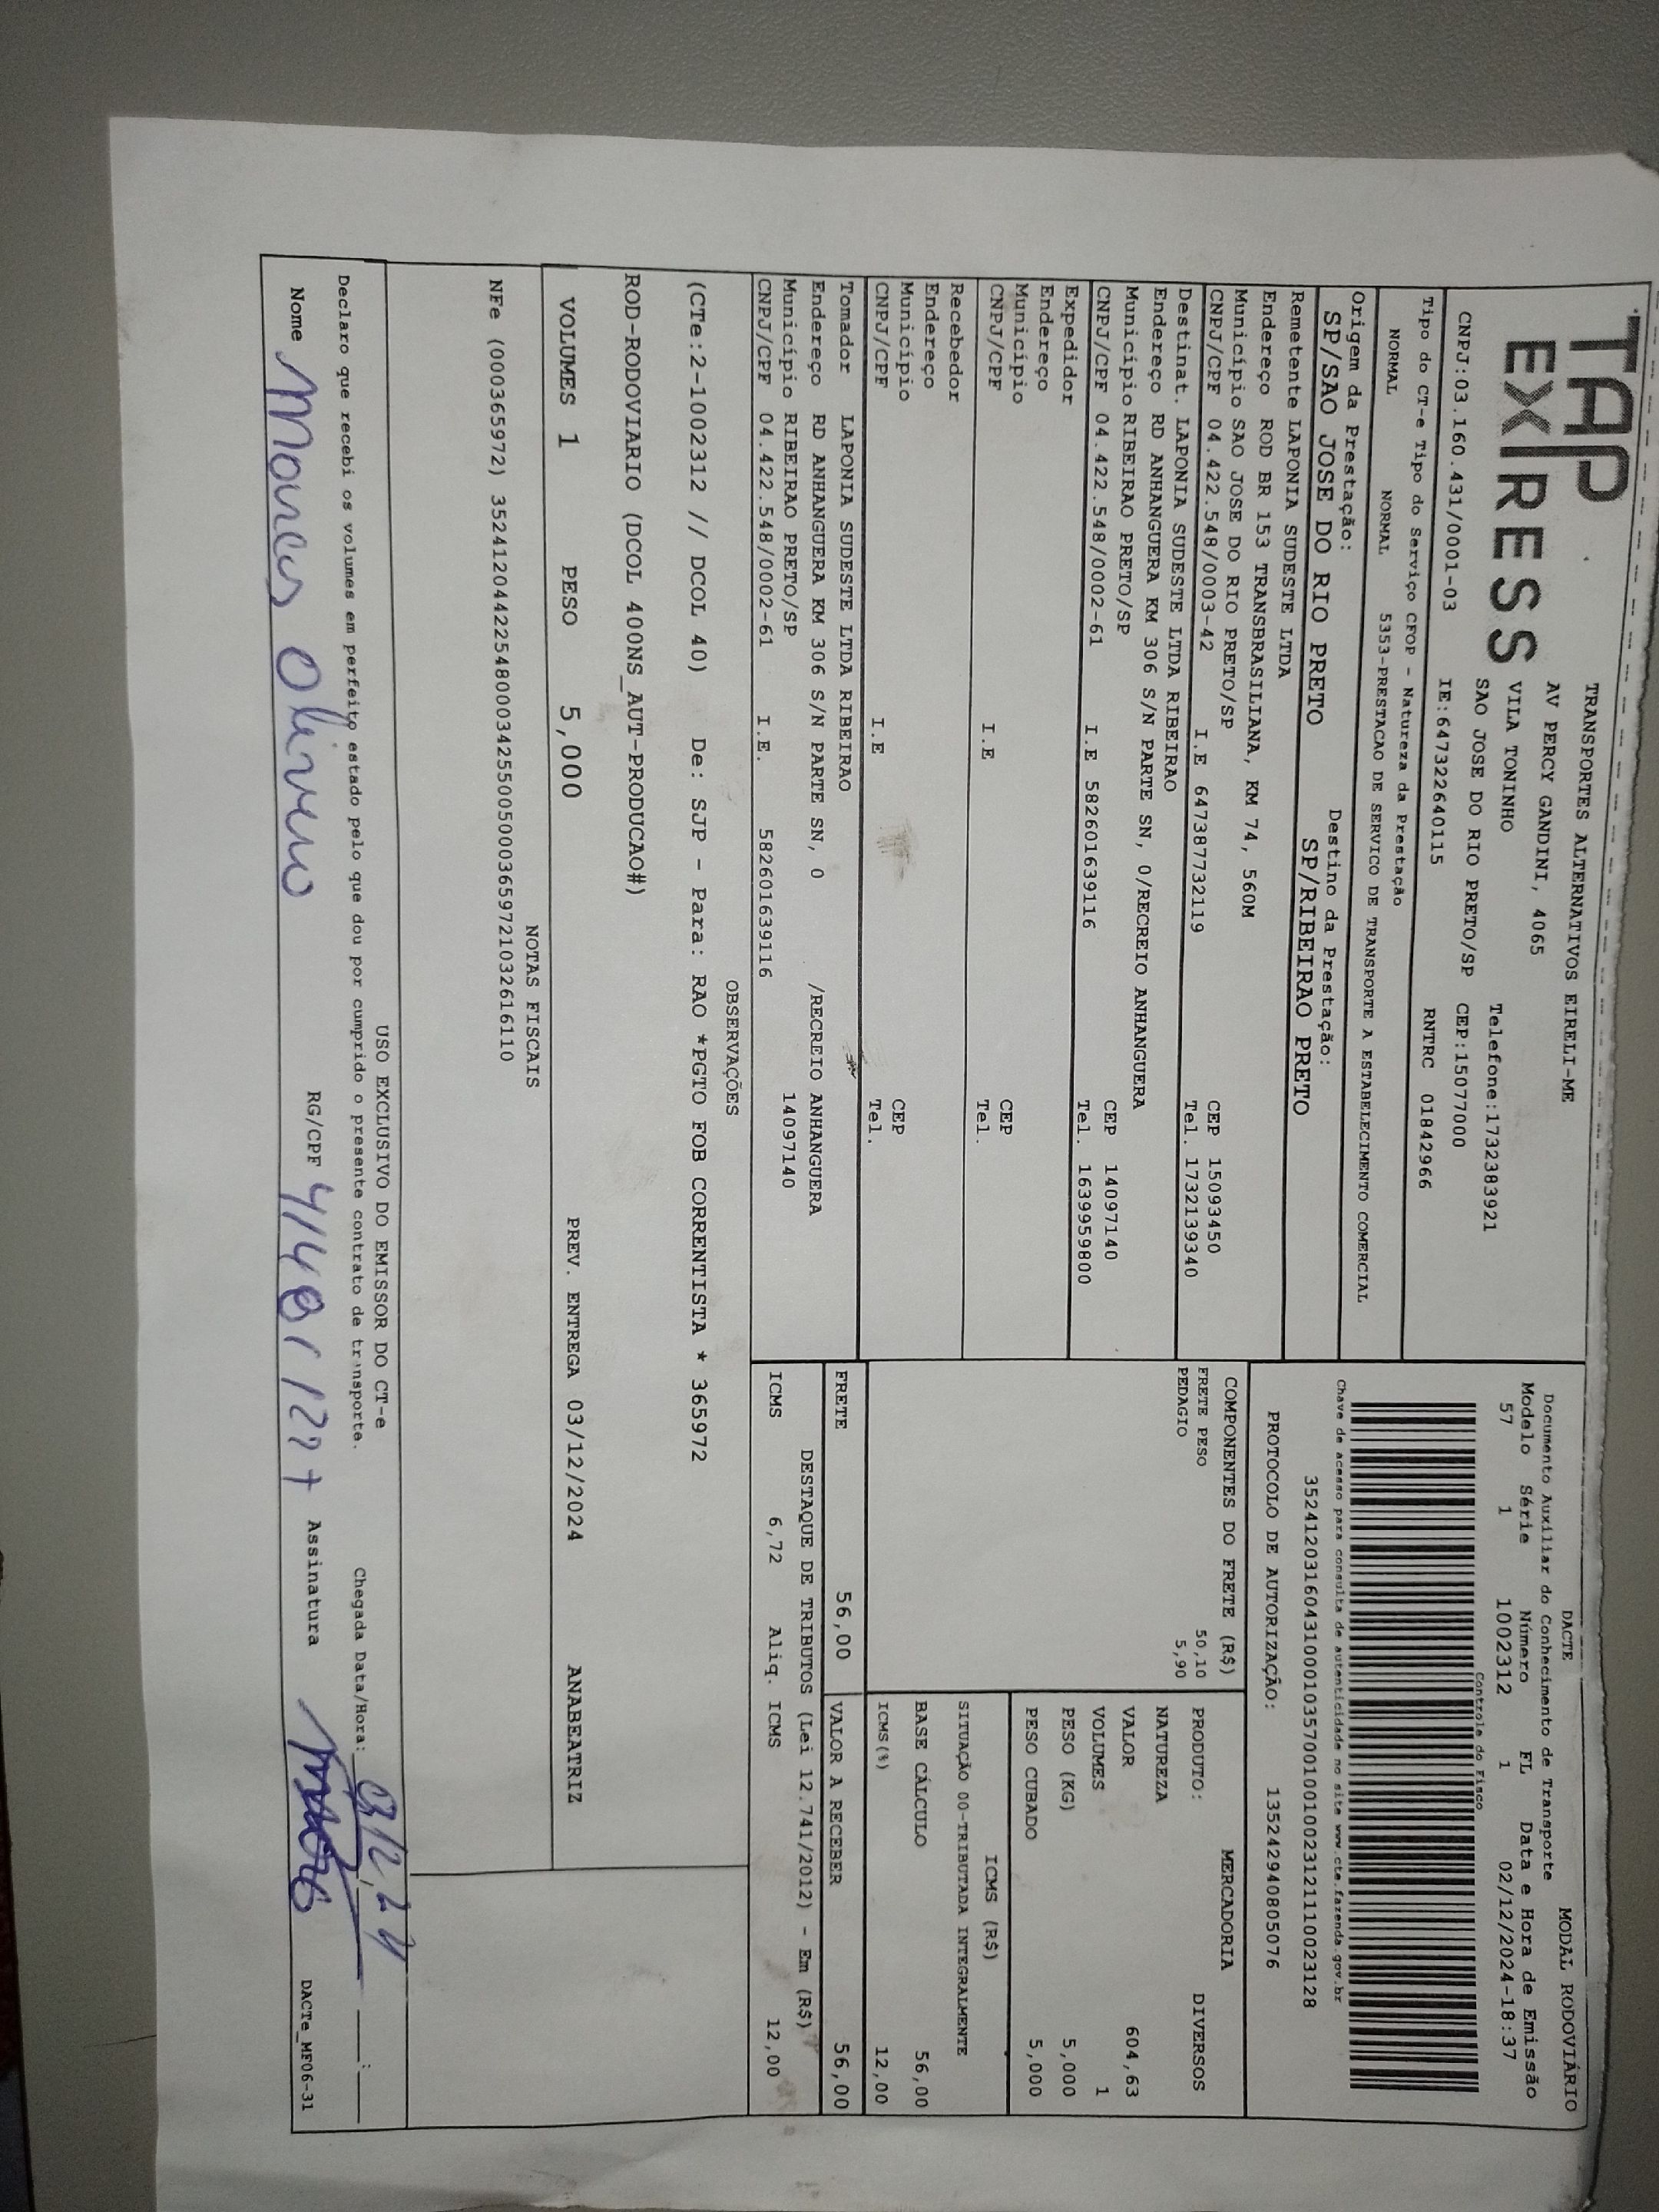 TAP
EXPRESS
TRANSPORTES ALTERNATIVOS EIRELI-ME
AV PERCY GANDINI, 4065
VILA TONINHO Telefone:1732383921
SAO JOSE DO RIO PRETO/SP CEP:15077000
CNPJ:03.160.431/0001-03 IE:647322640115 RNTRC 01842966
Tipo do CT-e Tipo do Serviço CFOP - Natureza da Prestação
NORMAL NORMAL 5353-PRESTACAO DE SERVICO DE TRANSPORTE A ESTABELECIMENTO COMERCIAL
Origem da Prestação: Destino da Prestação:
SP/SAO JOSE DO RIO PRETO SP/RIBEIRAO PRETO
DACTE MODAL RODOVIÁRIO
Documento Auxiliar do Conhecimento de Transporte
Modelo Série Número FL Data e Hora de Emissão
57 1 1002312 1 02/12/2024-18:37
Controle do Fisco
Chave de acesso para consulta de autenticidade no site www.cte.fazenda.gov.br
35241203160431000103570010010023121110023128
PROTOCOLO DE AUTORIZAÇÃO: 135242940805076
Remetente LAPONIA SUDESTE LTDA
Endereço ROD BR 153 TRANSBRASILIANA, KM 74, 560M
Município SAO JOSE DO RIO PRETO/SP CEP 15093450
CNPJ/CPF 04.422.548/0003-42 I.E 647387732119 Tel. 1732139340
Destinat. LAPONIA SUDESTE LTDA RIBEIRAO
Endereço RD ANHANGUERA KM 306 S/N PARTE SN, 0/RECREIO ANHANGUERA
Município RIBEIRAO PRETO/SP CEP 14097140
CNPJ/CPF 04.422.548/0002-61 I.E 582601639116 Tel. 1639959800
Expedidor
Endereço
Município CEP
CNPJ/CPF I.E Tel.
Recebedor
Endereço
Município CEP
CNPJ/CPF I.E Tel.
Tomador LAPONIA SUDESTE LTDA RIBEIRAO
Endereço RD ANHANGUERA KM 306 S/N PARTE SN, 0 /RECREIO ANHANGUERA
Município RIBEIRAO PRETO/SP 14097140
CNPJ/CPF 04.422.548/0002-61 I.E. 582601639116
COMPONENTES DO FRETE (R$)
FRETE PESO 50,10
PEDAGIO 5,90
MERCADORIA
PRODUTO: DIVERSOS
NATUREZA
VALOR 604,63
VOLUMES 1
PESO (KG) 5,000
PESO CUBADO 5,000
ICMS (R$)
SITUAÇÃO 00-TRIBUTADA INTEGRALMENTE
BASE CÁLCULO 56,00
ICMS(%) 12,00
FRETE 56,00 VALOR A RECEBER 56,00
DESTAQUE DE TRIBUTOS (Lei 12.741/2012) - Em (R$)
ICMS 6,72 Aliq. ICMS 12,00
OBSERVAÇÕES
(CTe:2-1002312 // DCOL 40) De: SJP - Para: RAO *PGTO FOB CORRENTISTA * 365972
ROD-RODOVIARIO (DCOL 400NS_AUT-PRODUCAO#)
VOLUMES 1 PESO 5,000 PREV. ENTREGA 03/12/2024 ANABEATRIZ
NOTAS FISCAIS
NFe (000365972) 35241204422548000342550050003659721032616110
USO EXCLUSIVO DO EMISSOR DO CT-e
Declaro que recebi os volumes em perfeito estado pelo que dou por cumprido o presente contrato de transporte. Chegada Data/Hora: 3/12/24 :
Nome RG/CPF Assinatura DACTe_MF06-31